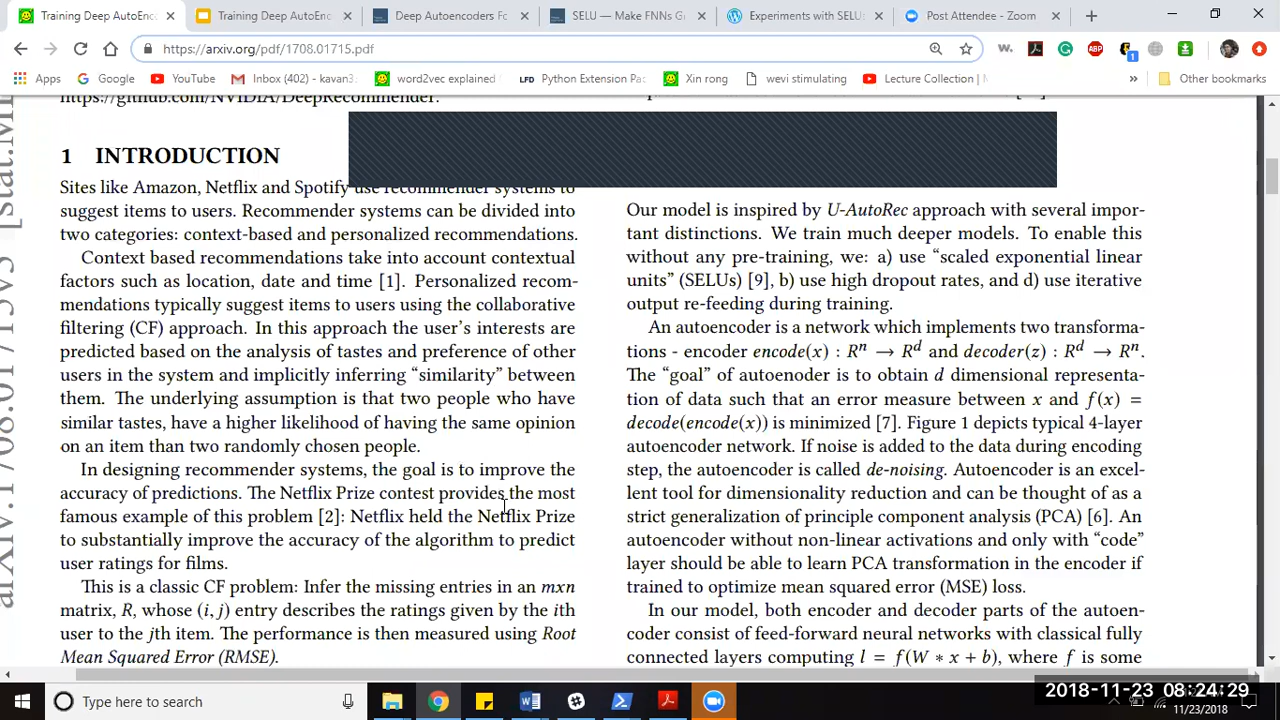 Training Deep AutoEnc
Training Deep AutoEnc
Deep Autoencoders Fo
SELU — Make FNNs G
Experiments with SELUs
Post Attendee - Zoom
https://arxiv.org/pdf/1708.01715.pdf
Apps
Google
YouTube
Inbox (402) - kavan3
word2vec explained
Python Extension Pac
Xin rong
wevi stimulating
Lecture Collection |
Other bookmarks
https://github.com/NVIDIA/DeepRecommender.
1 INTRODUCTION
Sites like Amazon, Netflix and Spotify use recommender systems to
suggest items to users. Recommender systems can be divided into
two categories: context-based and personalized recommendations.
Context based recommendations take into account contextual
factors such as location, date and time [1]. Personalized recom-
mendations typically suggest items to users using the collaborative
filtering (CF) approach. In this approach the user's interests are
predicted based on the analysis of tastes and preference of other
users in the system and implicitly inferring “similarity” between
them. The underlying assumption is that two people who have
similar tastes, have a higher likelihood of having the same opinion
on an item than two randomly chosen people.
In designing recommender systems, the goal is to improve the
accuracy of predictions. The Netflix Prize contest provides the most
famous example of this problem [2]: Netflix held the Netflix Prize
to substantially improve the accuracy of the algorithm to predict
user ratings for films.
This is a classic CF problem: Infer the missing entries in an mxn
matrix, R, whose (i, j) entry describes the ratings given by the ith
user to the jth item. The performance is then measured using Root
Mean Squared Error (RMSE).
Our model is inspired by U-AutoRec approach with several impor-
tant distinctions. We train much deeper models. To enable this
without any pre-training, we: a) use “scaled exponential linear
units” (SELUs) [9], b) use high dropout rates, and d) use iterative
output re-feeding during training.
An autoencoder is a network which implements two transforma-
tions - encoder encode(x) : Rⁿ → Rᵈ and decoder(z) : Rᵈ → Rⁿ.
The “goal” of autoenoder is to obtain d dimensional representa-
tion of data such that an error measure between x and f(x) =
decode(encode(x)) is minimized [7]. Figure 1 depicts typical 4-layer
autoencoder network. If noise is added to the data during encoding
step, the autoencoder is called de-noising. Autoencoder is an excel-
lent tool for dimensionality reduction and can be thought of as a
strict generalization of principle component analysis (PCA) [6]. An
autoencoder without non-linear activations and only with “code”
layer should be able to learn PCA transformation in the encoder if
trained to optimize mean squared error (MSE) loss.
In our model, both encoder and decoder parts of the autoen-
coder consist of feed-forward neural networks with classical fully
connected layers computing l = f(W ∗ x + b), where f is some
Type here to search
2018-11-23 08:24:29
11/23/2018